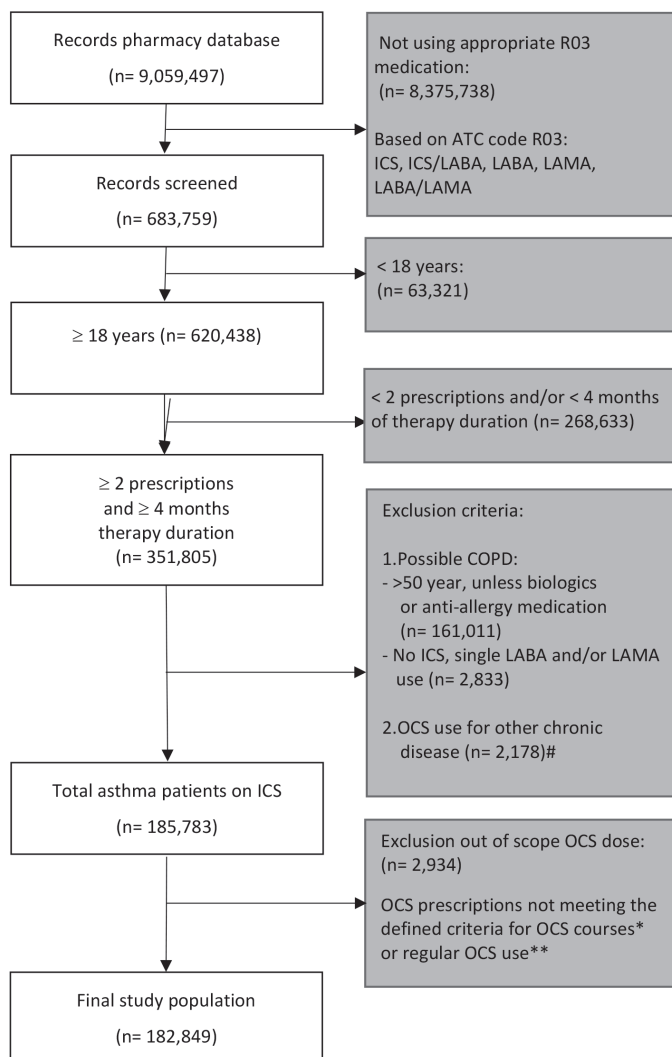 Records pharmacy database
(n= 9,059,497)
Not using appropriate R03
medication:
(n= 8,375,738)
Based on ATC code R03:
ICS, ICS/LABA, LABA, LAMA,
LABA/LAMA
Records screened
(n= 683,759)
< 18 years:
(n= 63,321)
≥ 18 years (n= 620,438)
< 2 prescriptions and/or < 4 months
of therapy duration (n= 268,633)
≥ 2 prescriptions
and ≥ 4 months
therapy duration
(n= 351,805)
Exclusion criteria:
1.Possible COPD:
- >50 year, unless biologics
or anti-allergy medication
(n= 161,011)
- No ICS, single LABA and/or LAMA
use (n= 2,833)
2.OCS use for other chronic
disease (n= 2,178)#
Total asthma patients on ICS
(n= 185,783)
Exclusion out of scope OCS dose:
(n= 2,934)
OCS prescriptions not meeting the
defined criteria for OCS courses*
or regular OCS use**
Final study population
(n= 182,849)